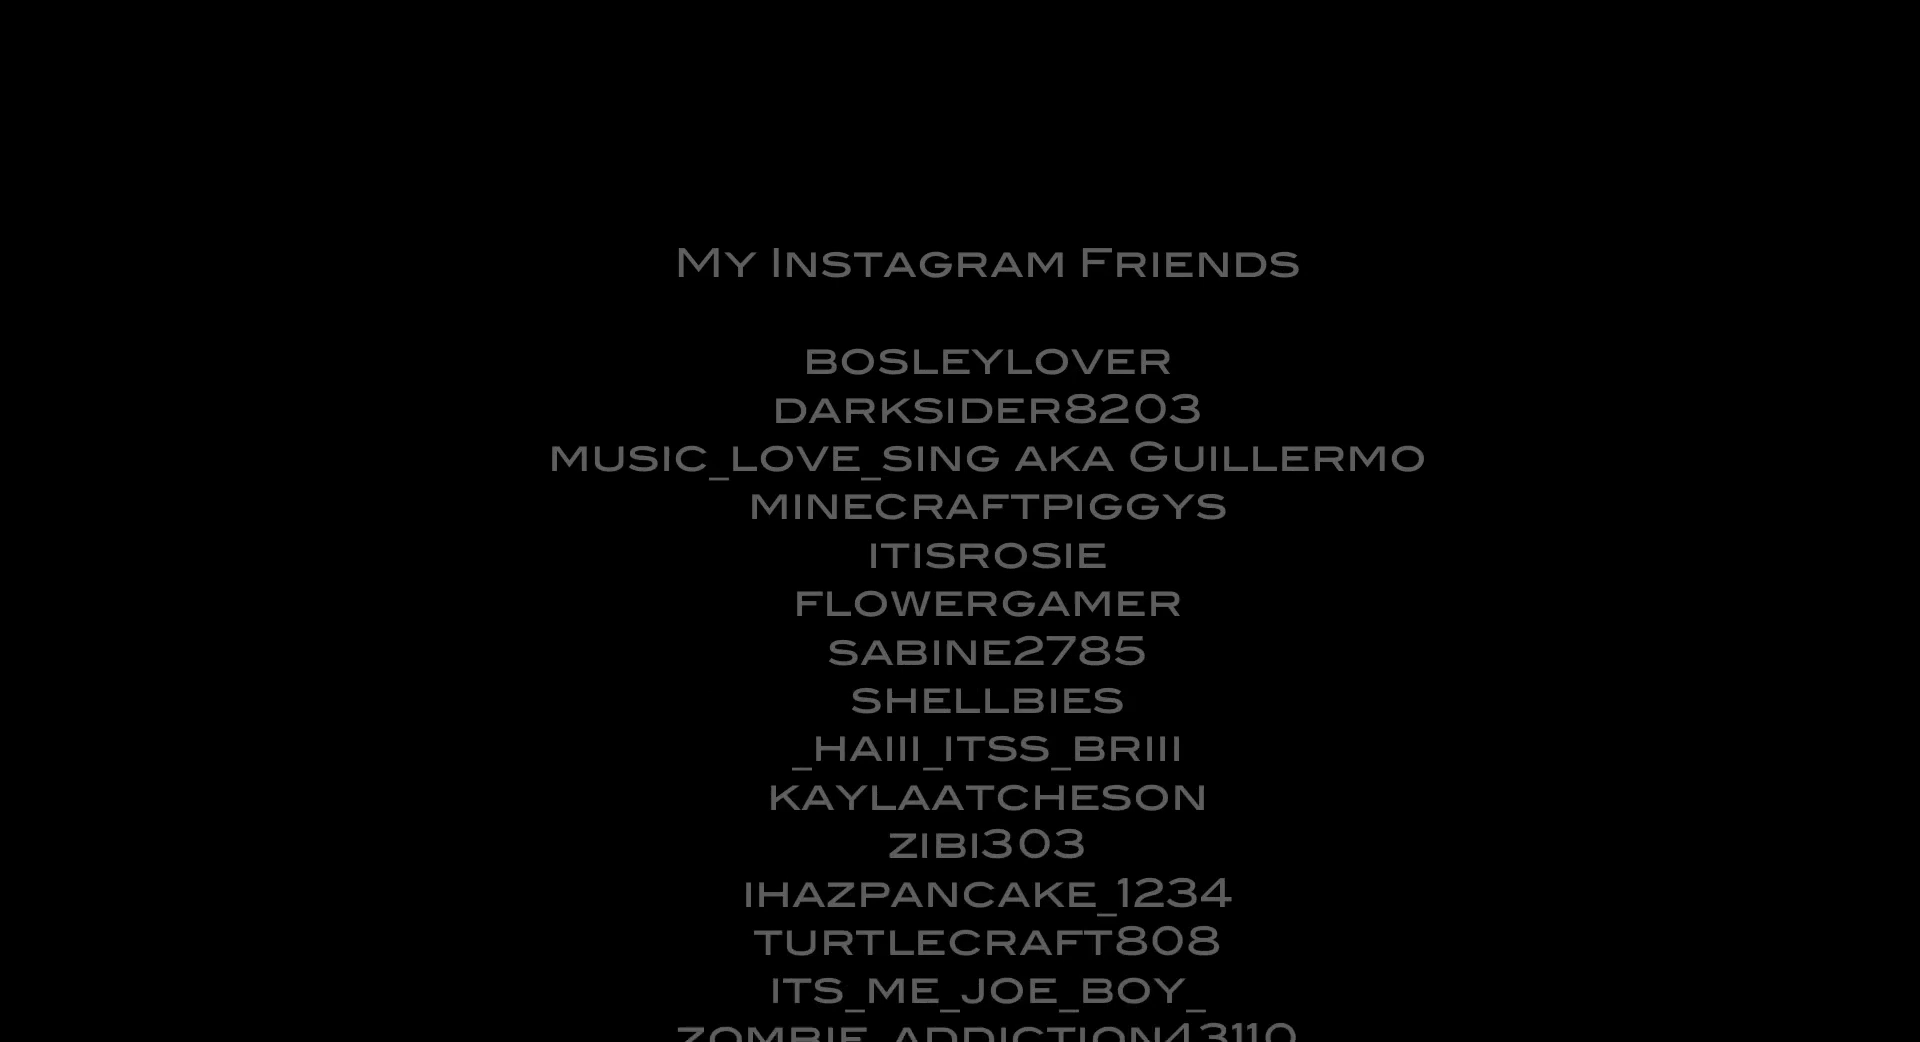 My Instagram Friends
bosleylover
darksider8203
music_love_sing aka Guillermo
minecraftpiggys
itisrosie
flowergamer
sabine2785
shellbies
_haiii_itss_briii
kaylaatcheson
zibi303
ihazpancake_1234
turtlecraft808
its_me_joe_boy_
zombie_addiction43110